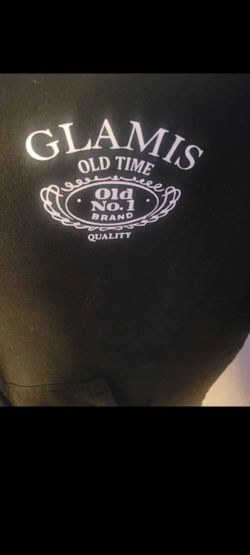 GLAMIS
OLD TIME
Old
No.1
BRAND
QUALITY